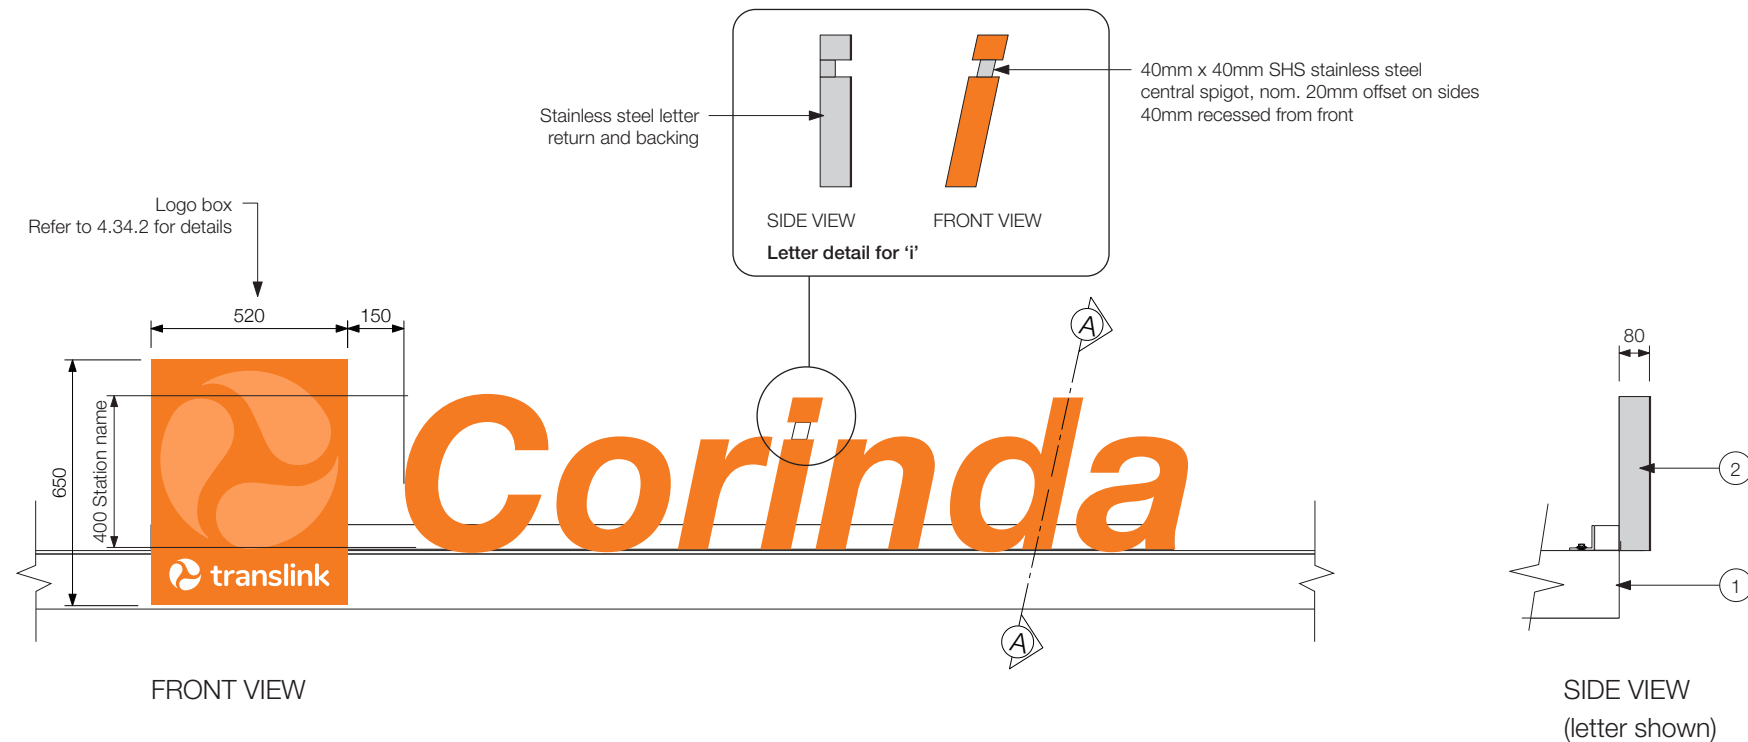 40mm x 40mm SHS stainless steel
central spigot, nom. 20mm offset on sides
40mm recessed from front
Stainless steel letter
return and backing
SIDE VIEW
FRONT VIEW
Letter detail for ‘i’
Logo box
Refer to 4.34.2 for details
520
150
650
400 Station name
translink
Corinda
A
A
80
2
1
FRONT VIEW
SIDE VIEW
(letter shown)